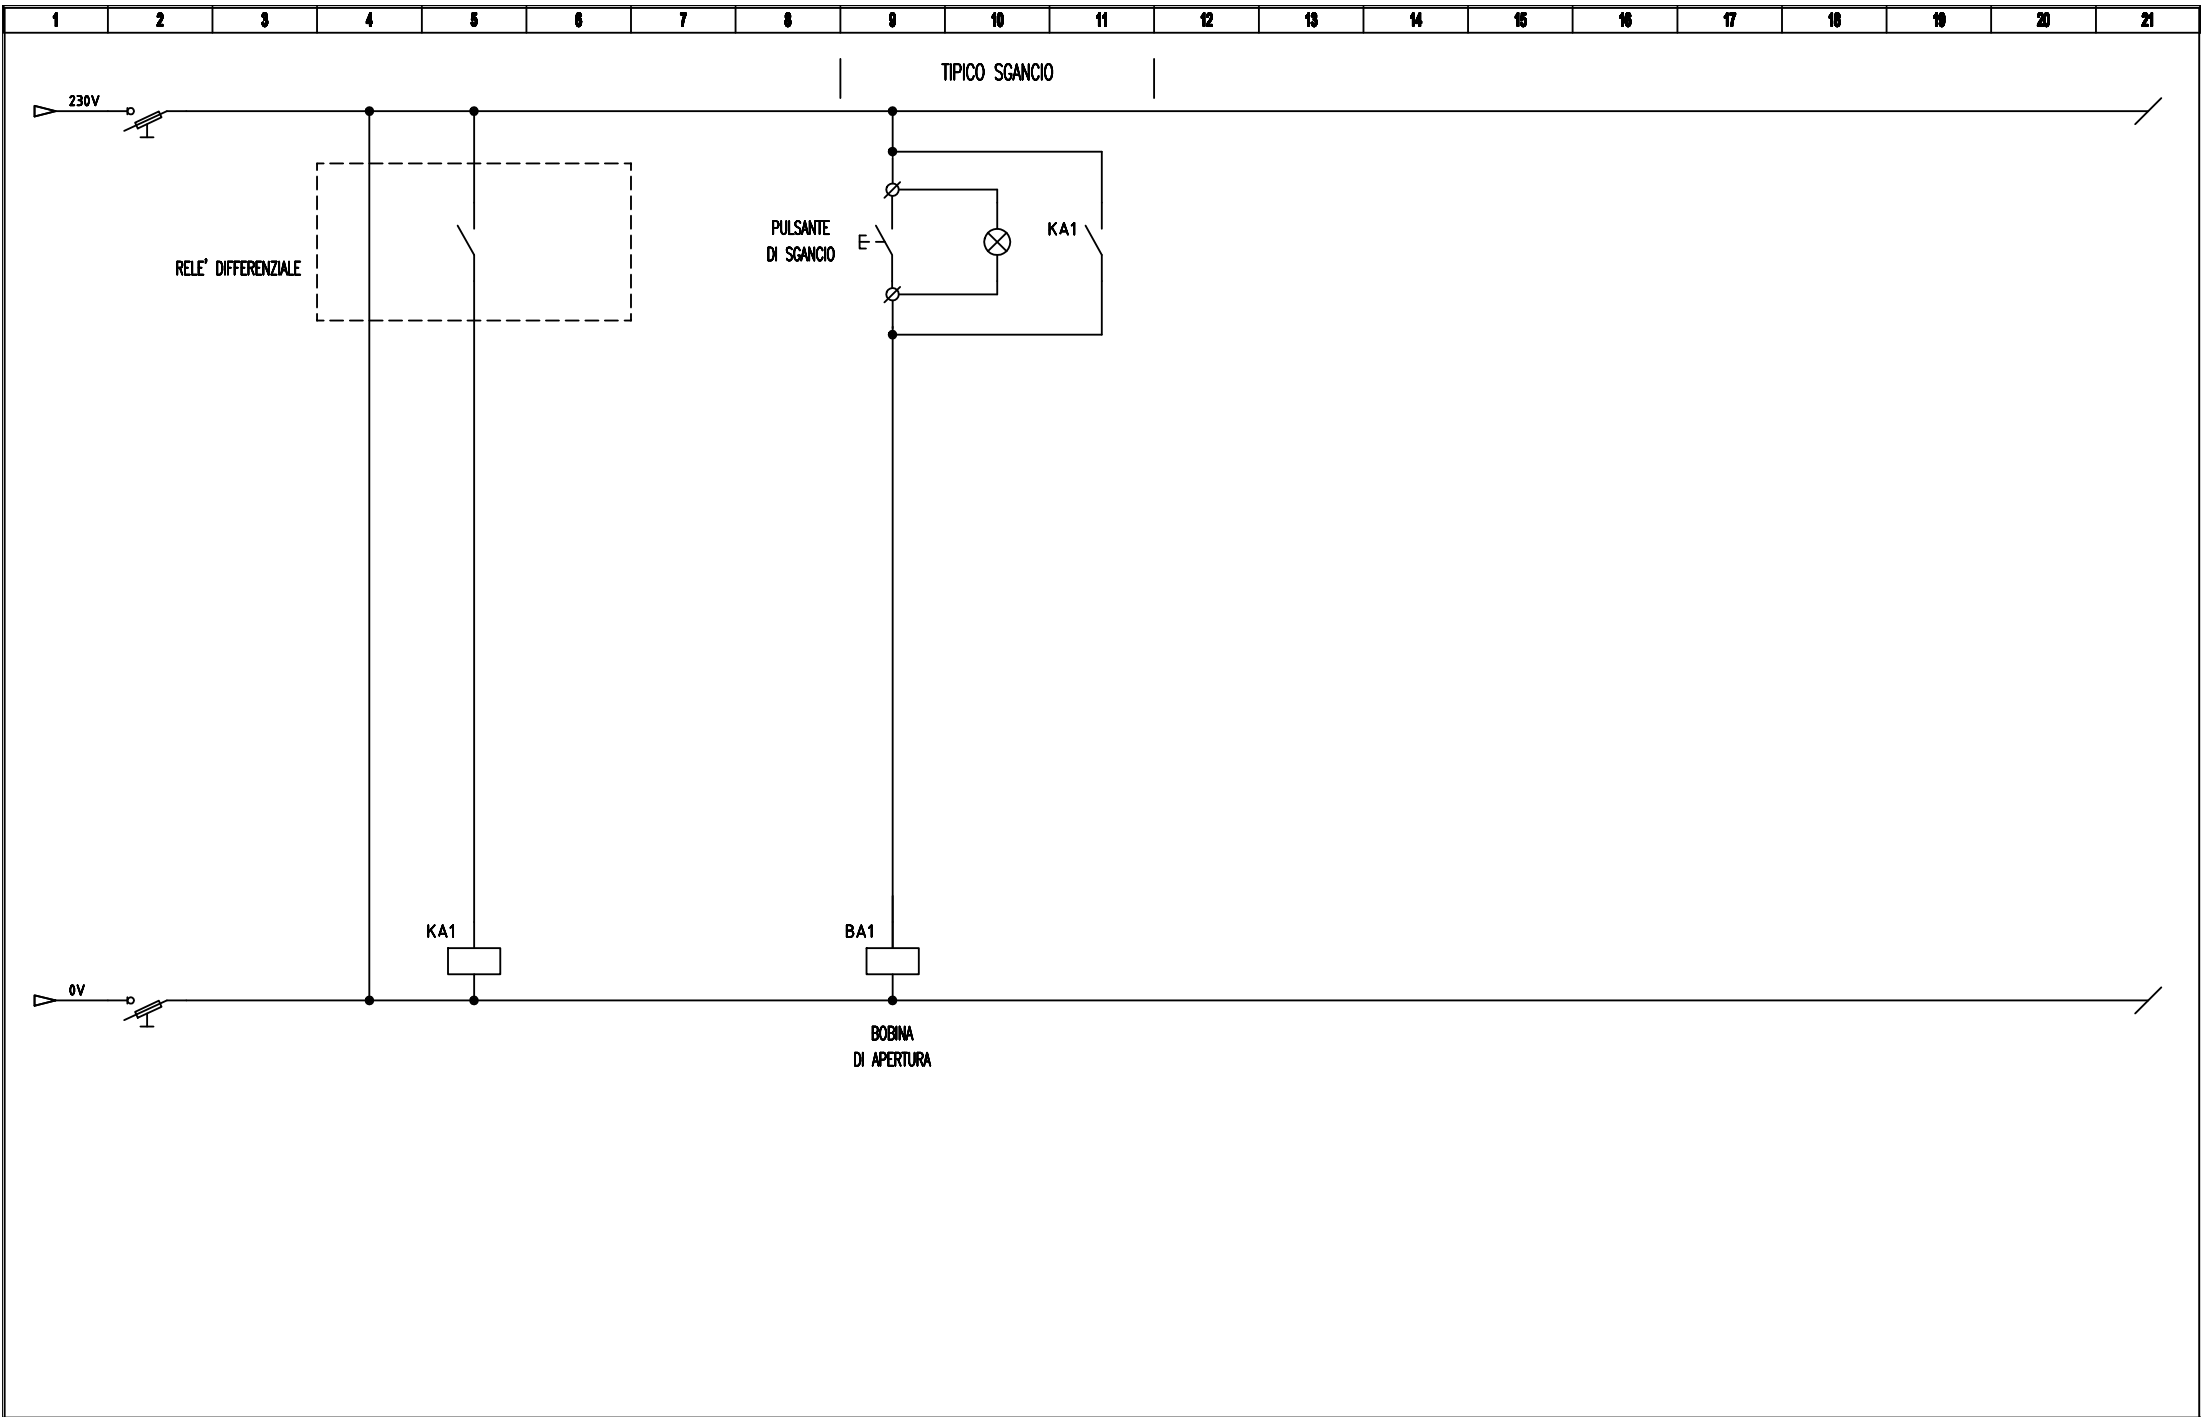 1 2 3 4 5 6 7 8 9 10 11 12 13 14 15 16 17 18 19 20 21
TIPICO SGANCIO
230V
PULSANTE
DI SGANCIO
KA1
RELE' DIFFERENZIALE
KA1
BA1
0V
BOBINA
DI APERTURA